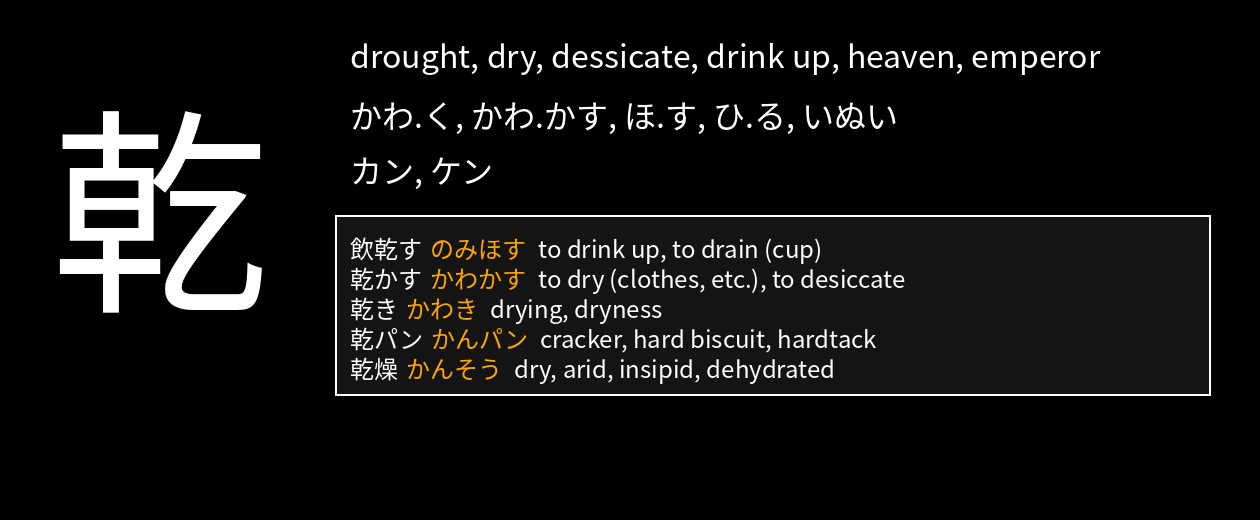 乾
drought, dry, dessicate, drink up, heaven, emperor
かわ.く, かわ.かす, ほ.す, ひ.る, いぬい
カン, ケン
飲乾す のみほす to drink up, to drain (cup)
乾かす かわかす to dry (clothes, etc.), to desiccate
乾き かわき drying, dryness
乾パン かんパン cracker, hard biscuit, hardtack
乾燥 かんそう dry, arid, insipid, dehydrated